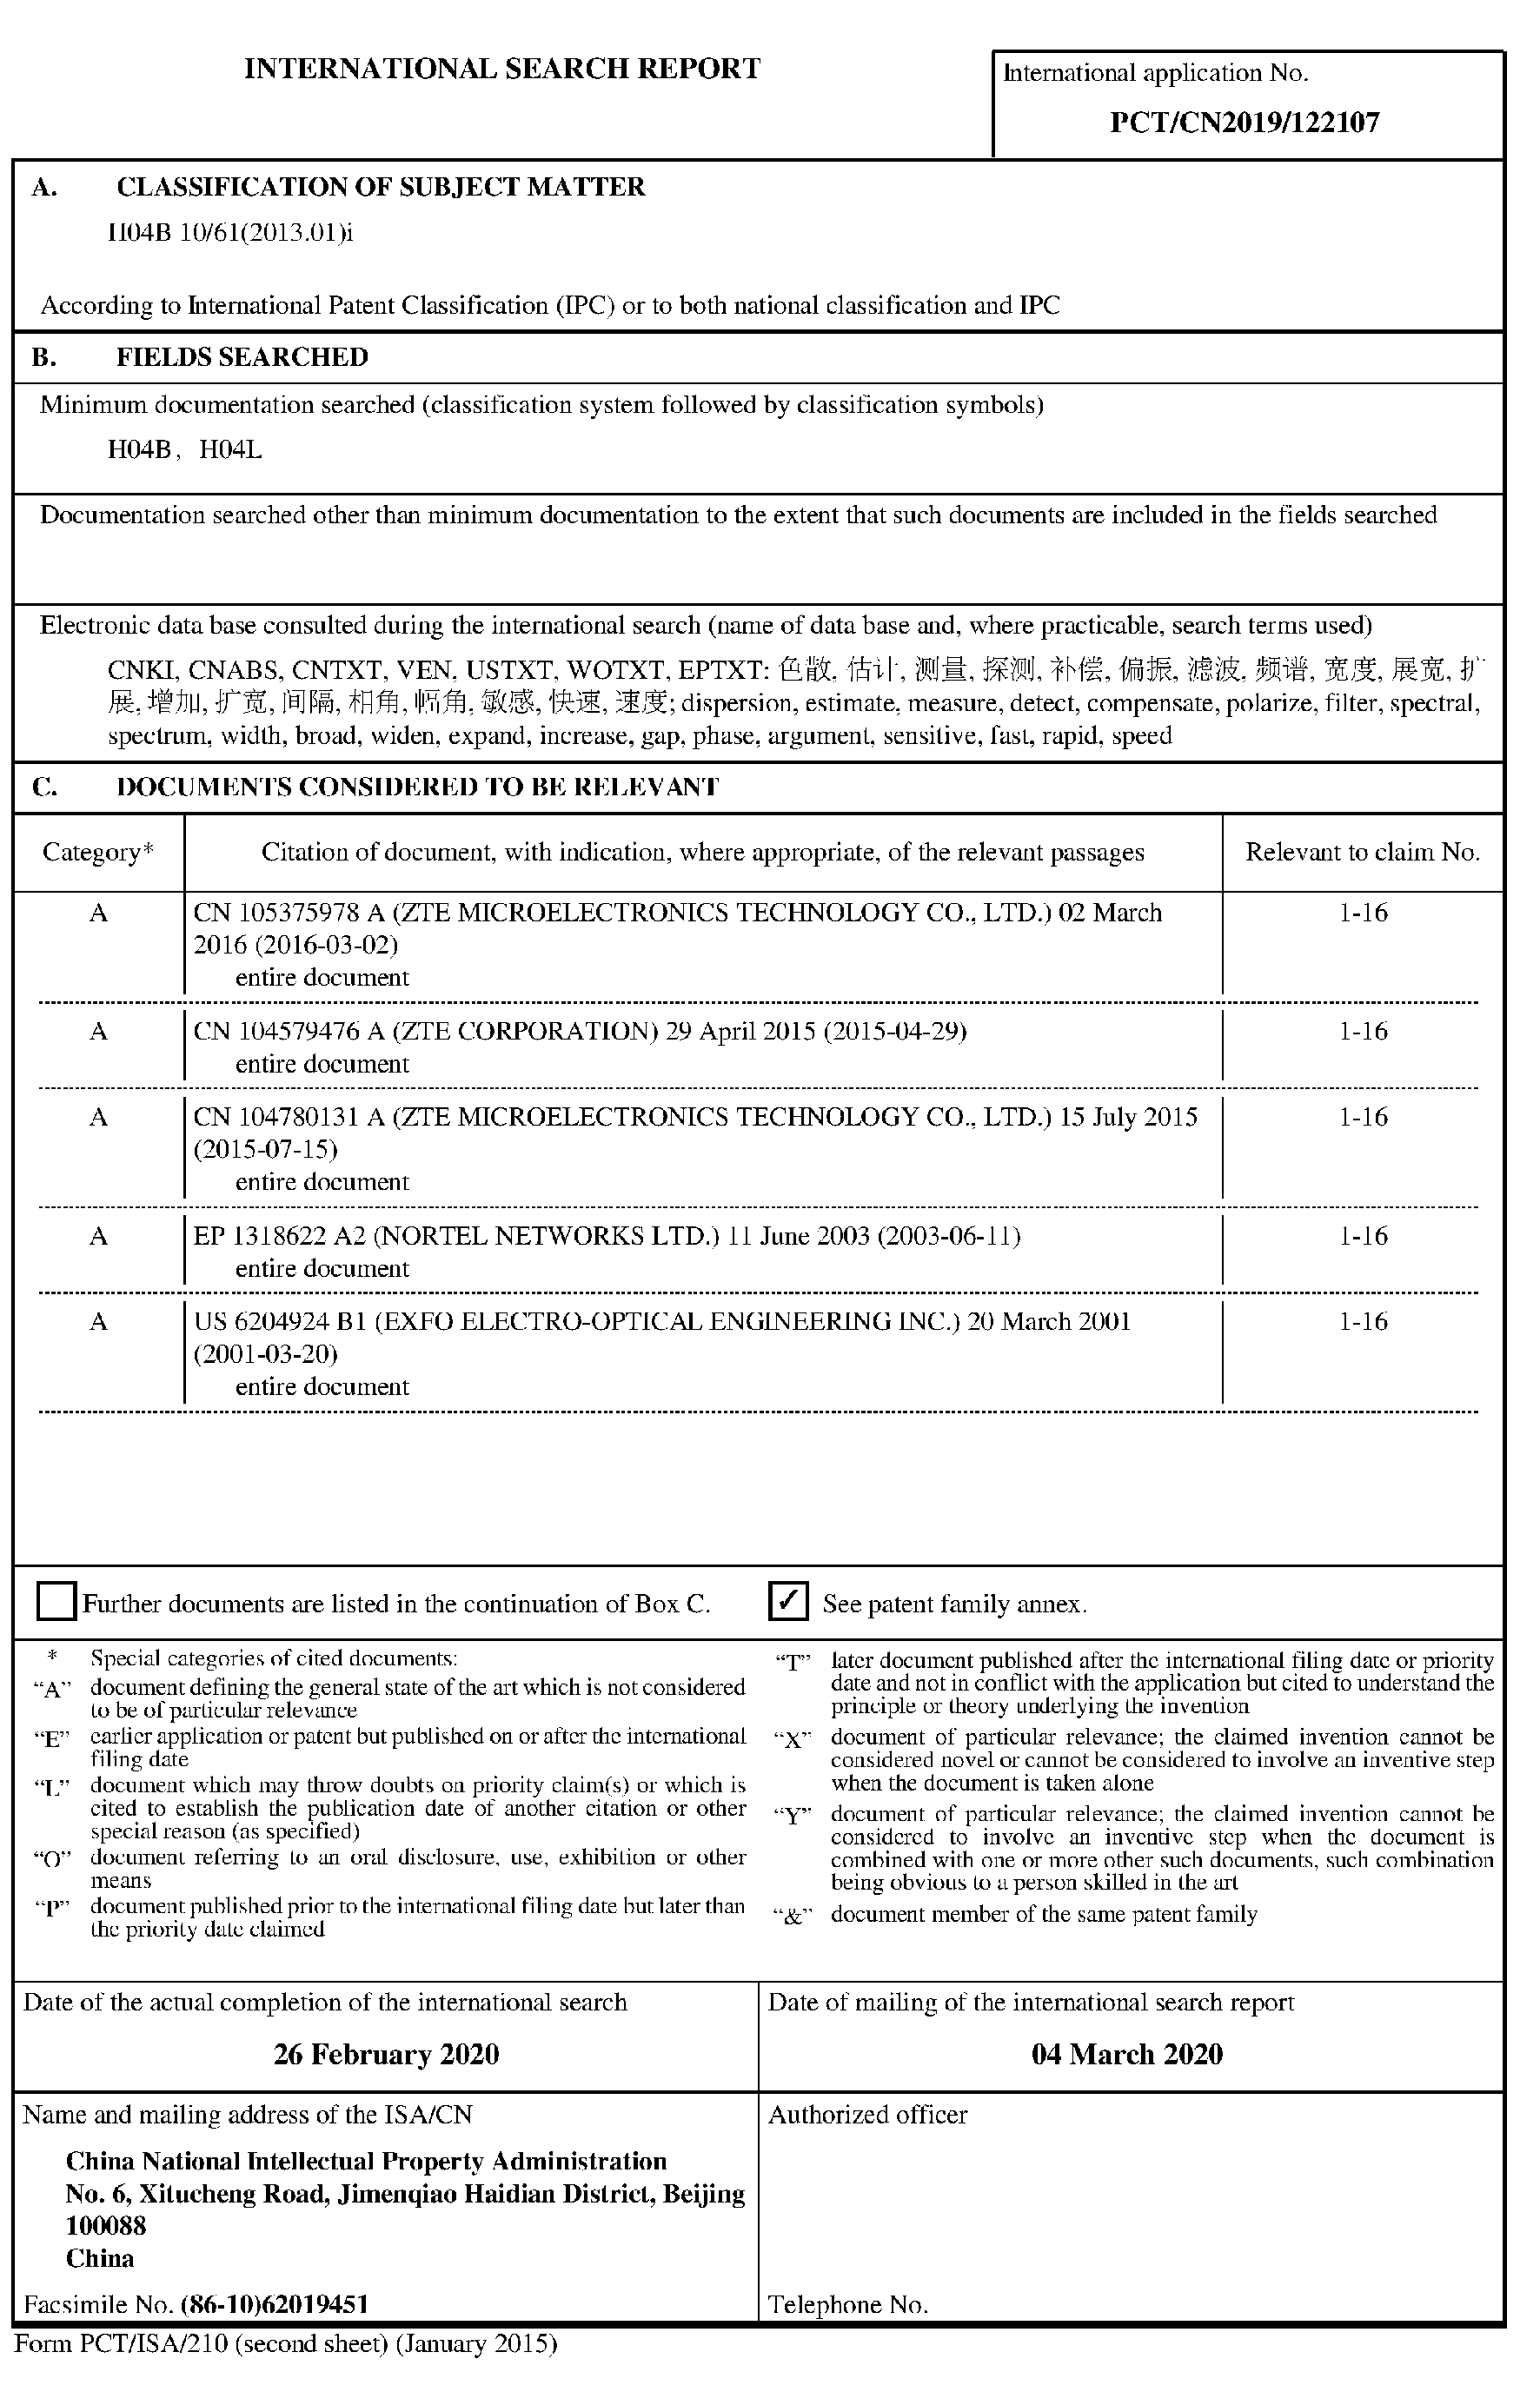 INTERNATIONAL SEARCH REPORT
International application No.
PCT/CN2019/122107
A. CLASSIFICATION OF SUBJECT MATTER
H04B 10/61(2013.01)i
According to International Patent Classification (IPC) or to both national classification and IPC
B. FIELDS SEARCHED
Minimum documentation searched (classification system followed by classification symbols)
H04B, H04L
Documentation searched other than minimum documentation to the extent that such documents are included in the fields searched
Electronic data base consulted during the international search (name of data base and, where practicable, search terms used)
CNKI, CNABS, CNTXT, VEN, USTXT, WOTXT, EPTXT: 色散, 估计, 测量, 探测, 补偿, 偏振, 滤波, 频谱, 宽度, 展宽, 扩
展, 增加, 扩宽, 间隔, 相角, 幅角, 敏感, 快速, 速度; dispersion, estimate, measure, detect, compensate, polarize, filter, spectral,
spectrum, width, broad, widen, expand, increase, gap, phase, argument, sensitive, fast, rapid, speed
C. DOCUMENTS CONSIDERED TO BE RELEVANT
Category* Citation of document, with indication, where appropriate, of the relevant passages Relevant to claim No.
A CN 105375978 A (ZTE MICROELECTRONICS TECHNOLOGY CO., LTD.) 02 March 1-16
2016 (2016-03-02)
entire document
A CN 104579476 A (ZTE CORPORATION) 29 April 2015 (2015-04-29) 1-16
entire document
A CN 104780131 A (ZTE MICROELECTRONICS TECHNOLOGY CO., LTD.) 15 July 2015 1-16
(2015-07-15)
entire document
A EP 1318622 A2 (NORTEL NETWORKS LTD.) 11 June 2003 (2003-06-11) 1-16
entire document
A US 6204924 B1 (EXFO ELECTRO-OPTICAL ENGINEERING INC.) 20 March 2001 1-16
(2001-03-20)
entire document
Further documents are listed in the continuation of Box C. ✓ See patent family annex.
* Special categories of cited documents:
“A” document defining the general state of the art which is not considered
to be of particular relevance
“E” earlier application or patent but published on or after the international
filing date
“L” document which may throw doubts on priority claim(s) or which is
cited to establish the publication date of another citation or other
special reason (as specified)
“O” document referring to an oral disclosure, use, exhibition or other
means
“P” document published prior to the international filing date but later than
the priority date claimed
“T” later document published after the international filing date or priority
date and not in conflict with the application but cited to understand the
principle or theory underlying the invention
“X” document of particular relevance; the claimed invention cannot be
considered novel or cannot be considered to involve an inventive step
when the document is taken alone
“Y” document of particular relevance; the claimed invention cannot be
considered to involve an inventive step when the document is
combined with one or more other such documents, such combination
being obvious to a person skilled in the art
“&” document member of the same patent family
Date of the actual completion of the international search
26 February 2020
Date of mailing of the international search report
04 March 2020
Name and mailing address of the ISA/CN
China National Intellectual Property Administration
No. 6, Xitucheng Road, Jimenqiao Haidian District, Beijing
100088
China
Facsimile No. (86-10)62019451
Authorized officer
Telephone No.
Form PCT/ISA/210 (second sheet) (January 2015)